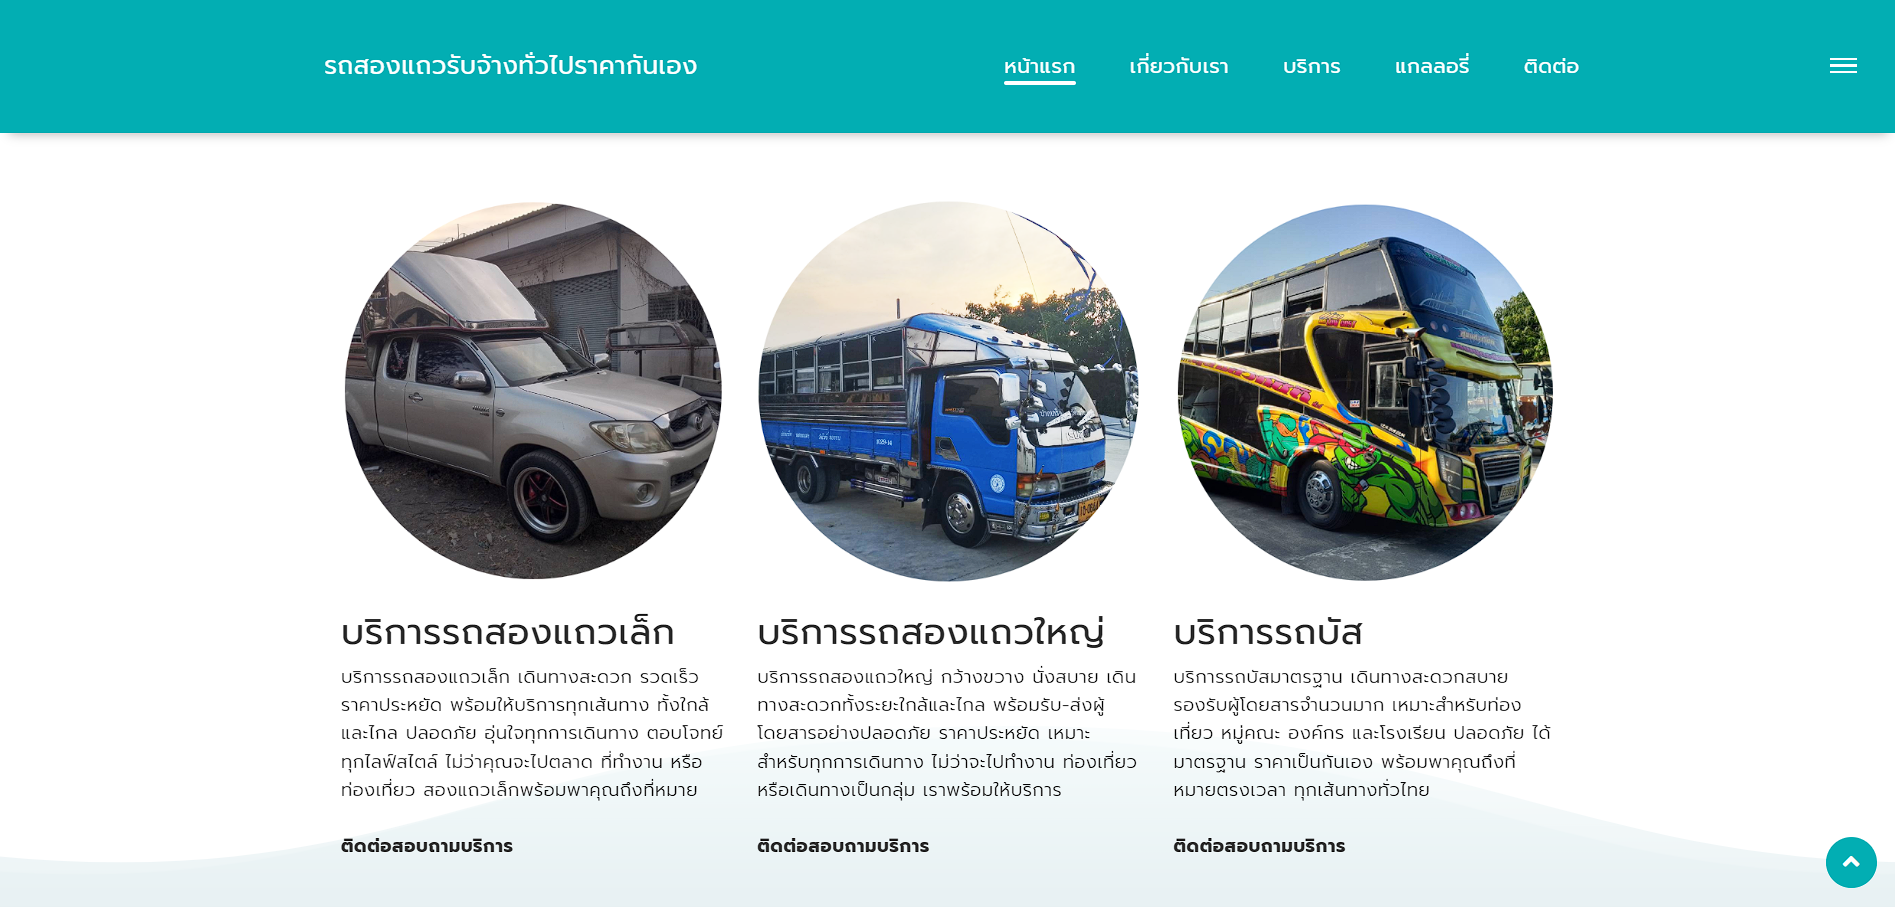 รถสองแถวรับจ้างทั่วไปราคากันเอง
หน้าแรก
เกี่ยวกับเรา
บริการ
แกลลอรี่
ติดต่อ
บริการรถสองแถวเล็ก
บริการรถสองแถวเล็ก เดินทางสะดวก รวดเร็ว
ราคาประหยัด พร้อมให้บริการทุกเส้นทาง ทั้งใกล้
และไกล ปลอดภัย อุ่นใจทุกการเดินทาง ตอบโจทย์
ทุกไลฟ์สไตล์ ไม่ว่าคุณจะไปตลาด ที่ทำงาน หรือ
ท่องเที่ยว สองแถวเล็กพร้อมพาคุณถึงที่หมาย
ติดต่อสอบถามบริการ
บริการรถสองแถวใหญ่
บริการรถสองแถวใหญ่ กว้างขวาง นั่งสบาย เดิน
ทางสะดวกทั้งระยะใกล้และไกล พร้อมรับ-ส่งผู้
โดยสารอย่างปลอดภัย ราคาประหยัด เหมาะ
สำหรับทุกการเดินทาง ไม่ว่าจะไปทำงาน ท่องเที่ยว
หรือเดินทางเป็นกลุ่ม เราพร้อมให้บริการ
ติดต่อสอบถามบริการ
บริการรถบัส
บริการรถบัสมาตรฐาน เดินทางสะดวกสบาย
รองรับผู้โดยสารจำนวนมาก เหมาะสำหรับท่อง
เที่ยว หมู่คณะ องค์กร และโรงเรียน ปลอดภัย ได้
มาตรฐาน ราคาเป็นกันเอง พร้อมพาคุณถึงที่
หมายตรงเวลา ทุกเส้นทางทั่วไทย
ติดต่อสอบถามบริการ